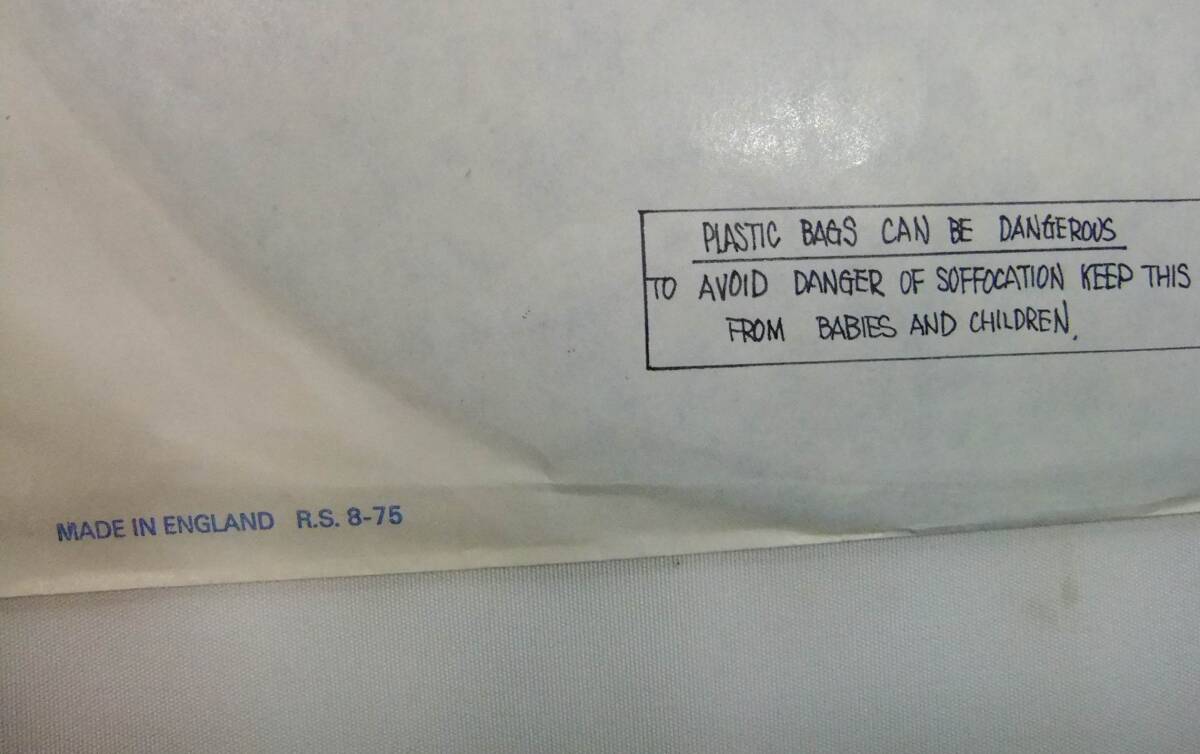 PLASTIC BAGS CAN BE DANGEROUS
TO AVOID DANGER OF SOFFOCATION KEEP THIS
FROM BABIES AND CHILDREN.
MADE IN ENGLAND R.S. 8-75